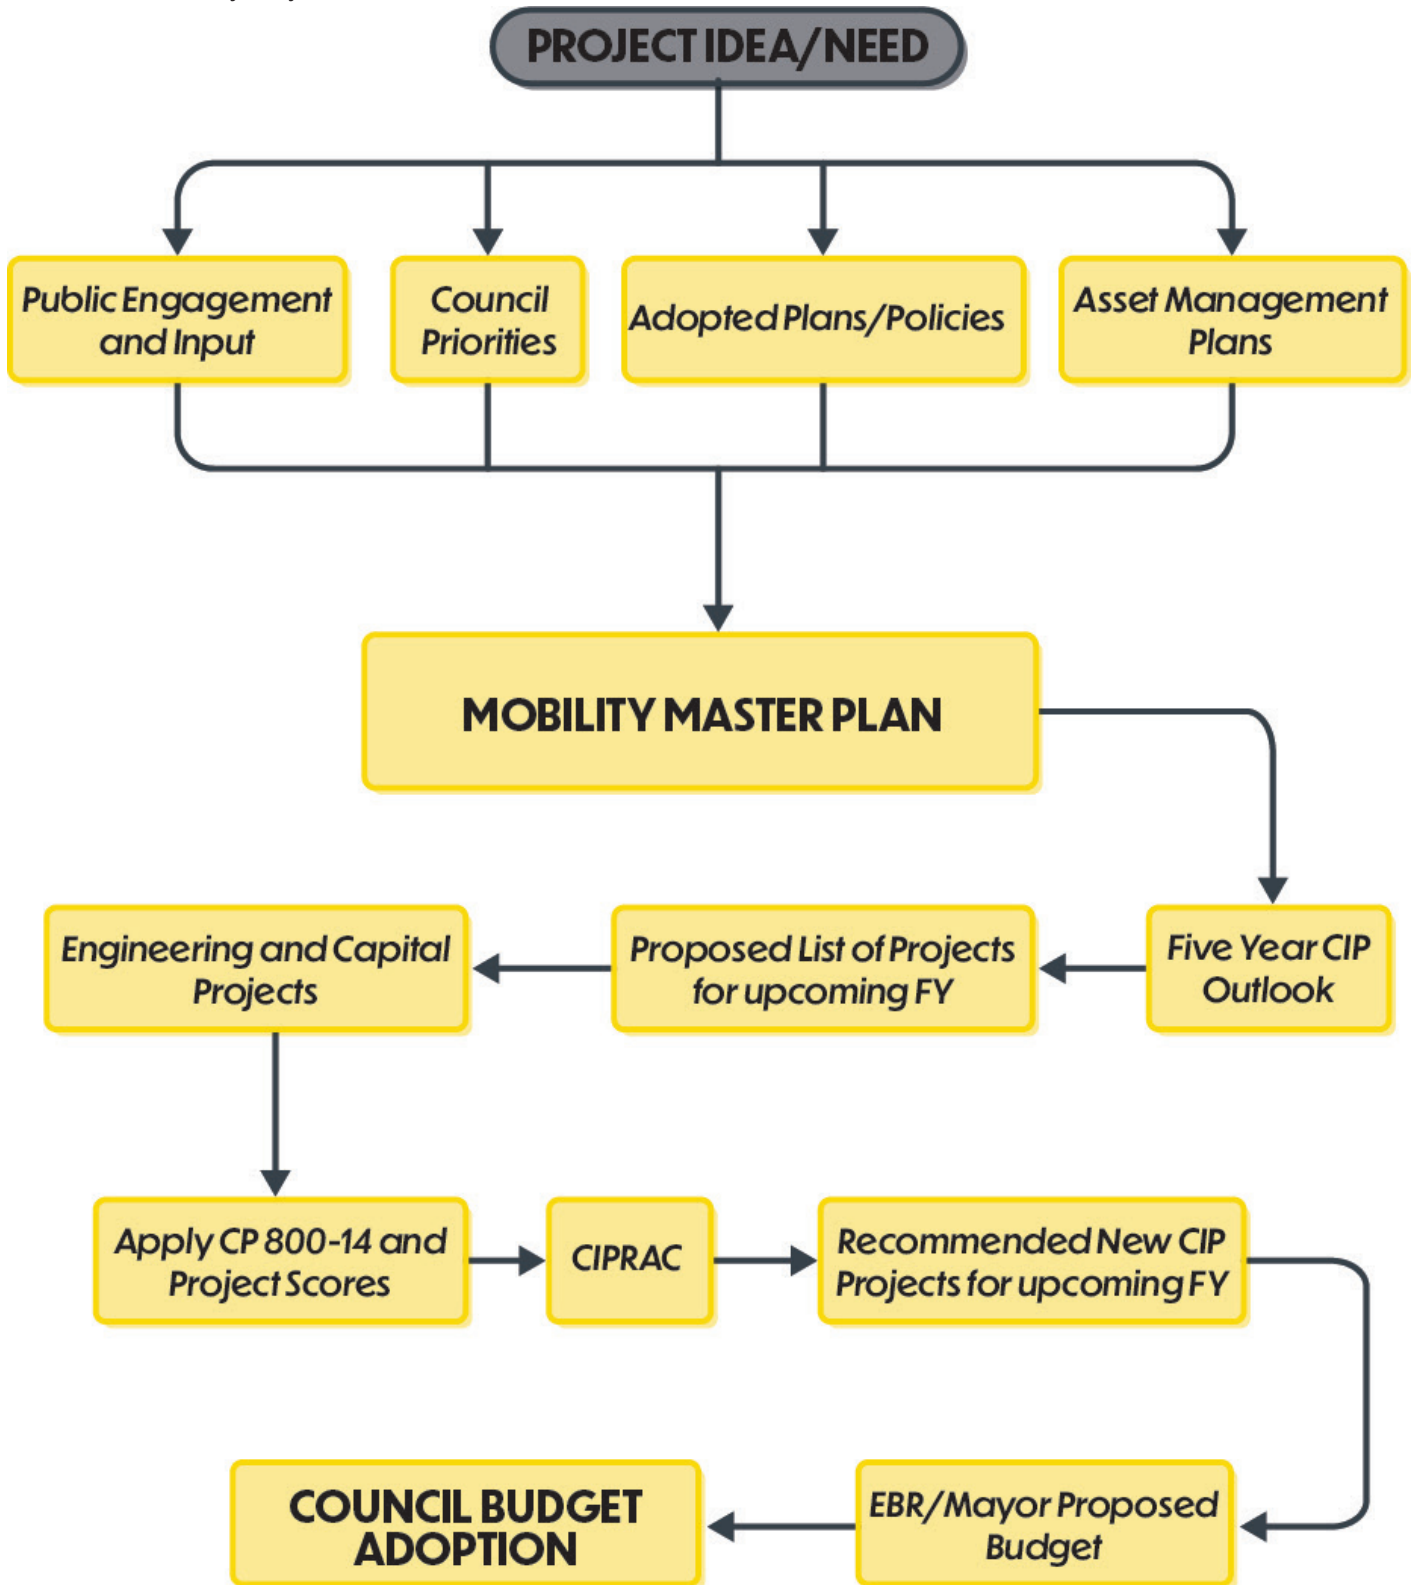 PROJECT IDEA/NEED
Public Engagement
and Input
Council
Priorities
Adopted Plans/Policies
Asset Management
Plans
MOBILITY MASTER PLAN
Engineering and Capital
Projects
Proposed List of Projects
for upcoming FY
Five Year CIP
Outlook
Apply CP 800-14 and
Project Scores
CIPRAC
Recommended New CIP
Projects for upcoming FY
COUNCIL BUDGET
ADOPTION
EBR/Mayor Proposed
Budget